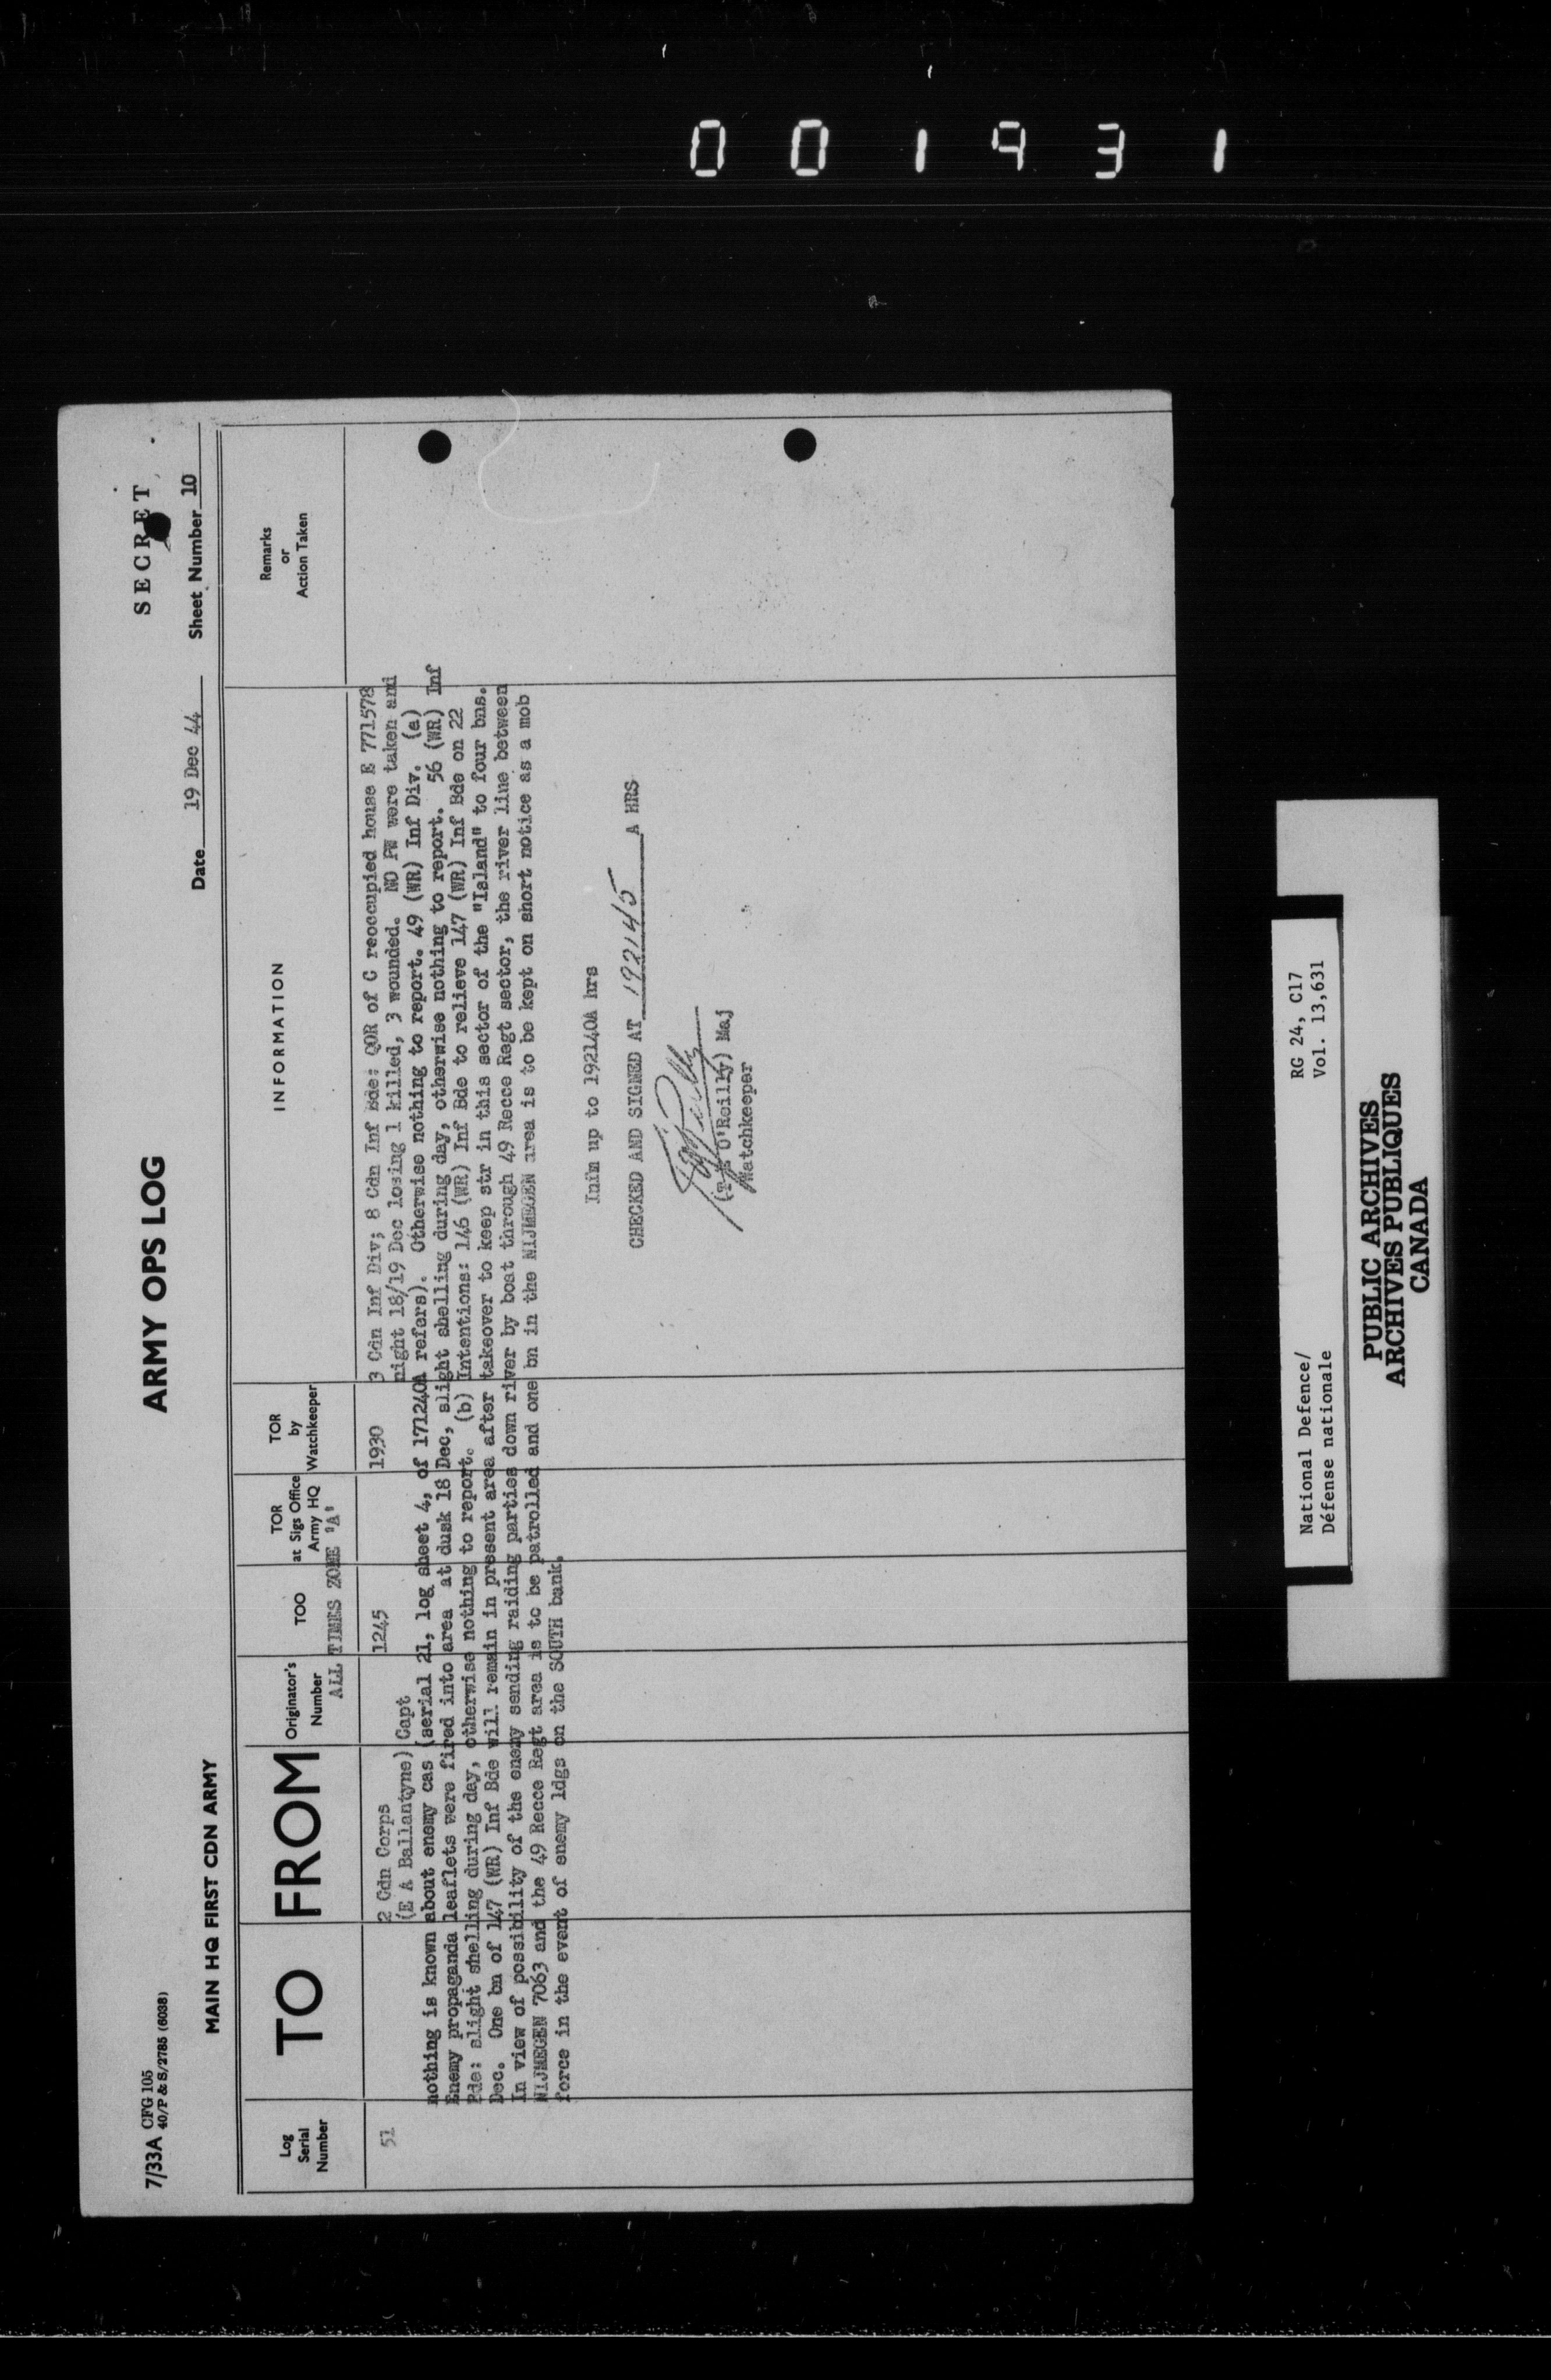 001931
7/33A CFG 105
40/P & S/2785 (6038)
ARMY OPS LOG
SECRET
MAIN HQ FIRST CDN ARMY
Date 19 Dec 44 Sheet Number 10
Log Serial Number
TO
FROM
Originator's Number
TOO
TOR at Sigs Office Army HQ
TOR by Watchkeeper
INFORMATION
Remarks or Action Taken
ALL TIMES ZONE "A"
51
2 Cdn Corps
(E A Ballantyne) Capt
1245
1930
3 Cdn Inf Div; 8 Cdn Inf Bde: QOR of C reoccupied house E 771578
night 18/19 Dec losing 1 killed, 3 wounded. NO PW were taken and
nothing is known about enemy cas (serial 21, log sheet 4, of 171240A refers). Otherwise nothing to report. 49 (WR) Inf Div. (a)
Enemy propaganda leaflets were fired into area at dusk 18 Dec, slight shelling during day, otherwise nothing to report. 56 (WR) Inf
Bde: slight shelling during day, otherwise nothing to report. (b) Intentions: 146 (WR) Inf Bde to relieve 147 (WR) Inf Bde on 22
Dec. One bn of 147 (WR) Inf Bde will remain in present area after takeover to keep str in this sector of the "Island" to four bns.
In view of possibility of the enemy sending raiding parties down river by boat through 49 Recce Regt sector, the river line between
NIJMEGEN 7063 and the 49 Recce Regt area is to be patrolled and one bn in the NIJMEGEN area is to be kept on short notice as a mob
force in the event of enemy ldgs on the SOUTH bank.
Infm up to 192140A hrs
CHECKED AND SIGNED AT 192145 A HRS
O'Reilly) Maj
Watchkeeper
National Defence/
Défense nationale
RG 24, C17
Vol. 13,631
PUBLIC ARCHIVES
ARCHIVES PUBLIQUES
CANADA